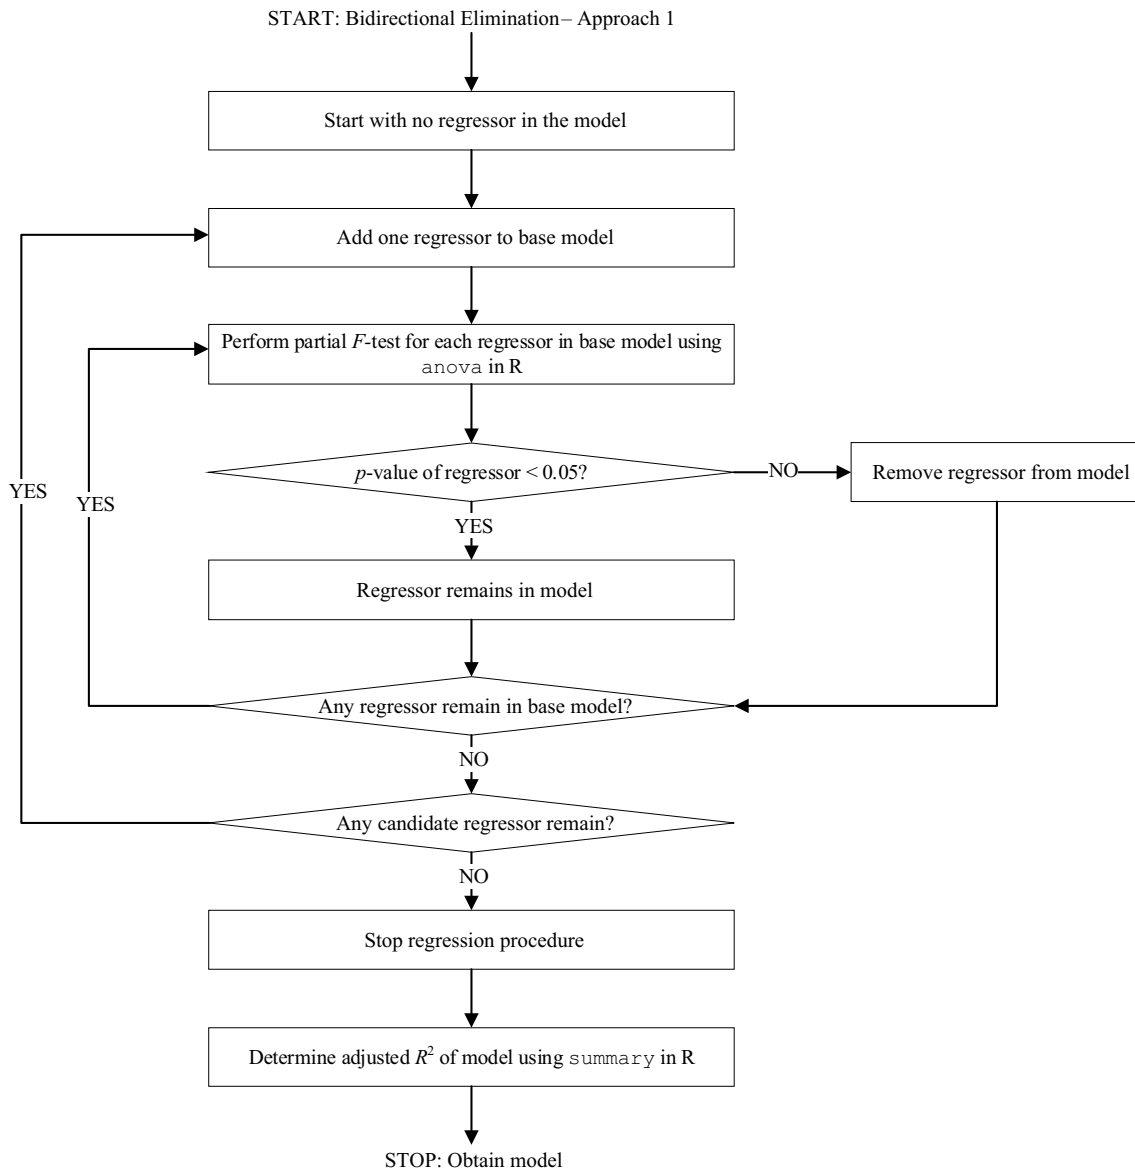 START: Bidirectional Elimination– Approach 1
Start with no regressor in the model
Add one regressor to base model
Perform partial F-test for each regressor in base model using
anova in R
p-value of regressor < 0.05?
NO
Remove regressor from model
YES
YES
YES
Regressor remains in model
Any regressor remain in base model?
NO
Any candidate regressor remain?
NO
Stop regression procedure
Determine adjusted R² of model using summary in R
STOP: Obtain model